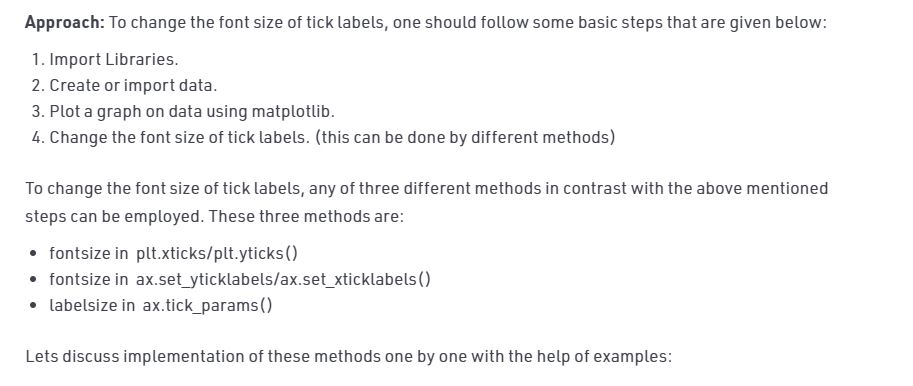 Approach: To change the font size of tick labels, one should follow some basic steps that are given below:
1. Import Libraries.
2. Create or import data.
3. Plot a graph on data using matplotlib.
4. Change the font size of tick labels. (this can be done by different methods)
To change the font size of tick labels, any of three different methods in contrast with the above mentioned
steps can be employed. These three methods are:
• fontsize in plt.xticks/plt.yticks()
• fontsize in ax.set_yticklabels/ax.set_xticklabels()
• labelsize in ax.tick_params()
Lets discuss implementation of these methods one by one with the help of examples: